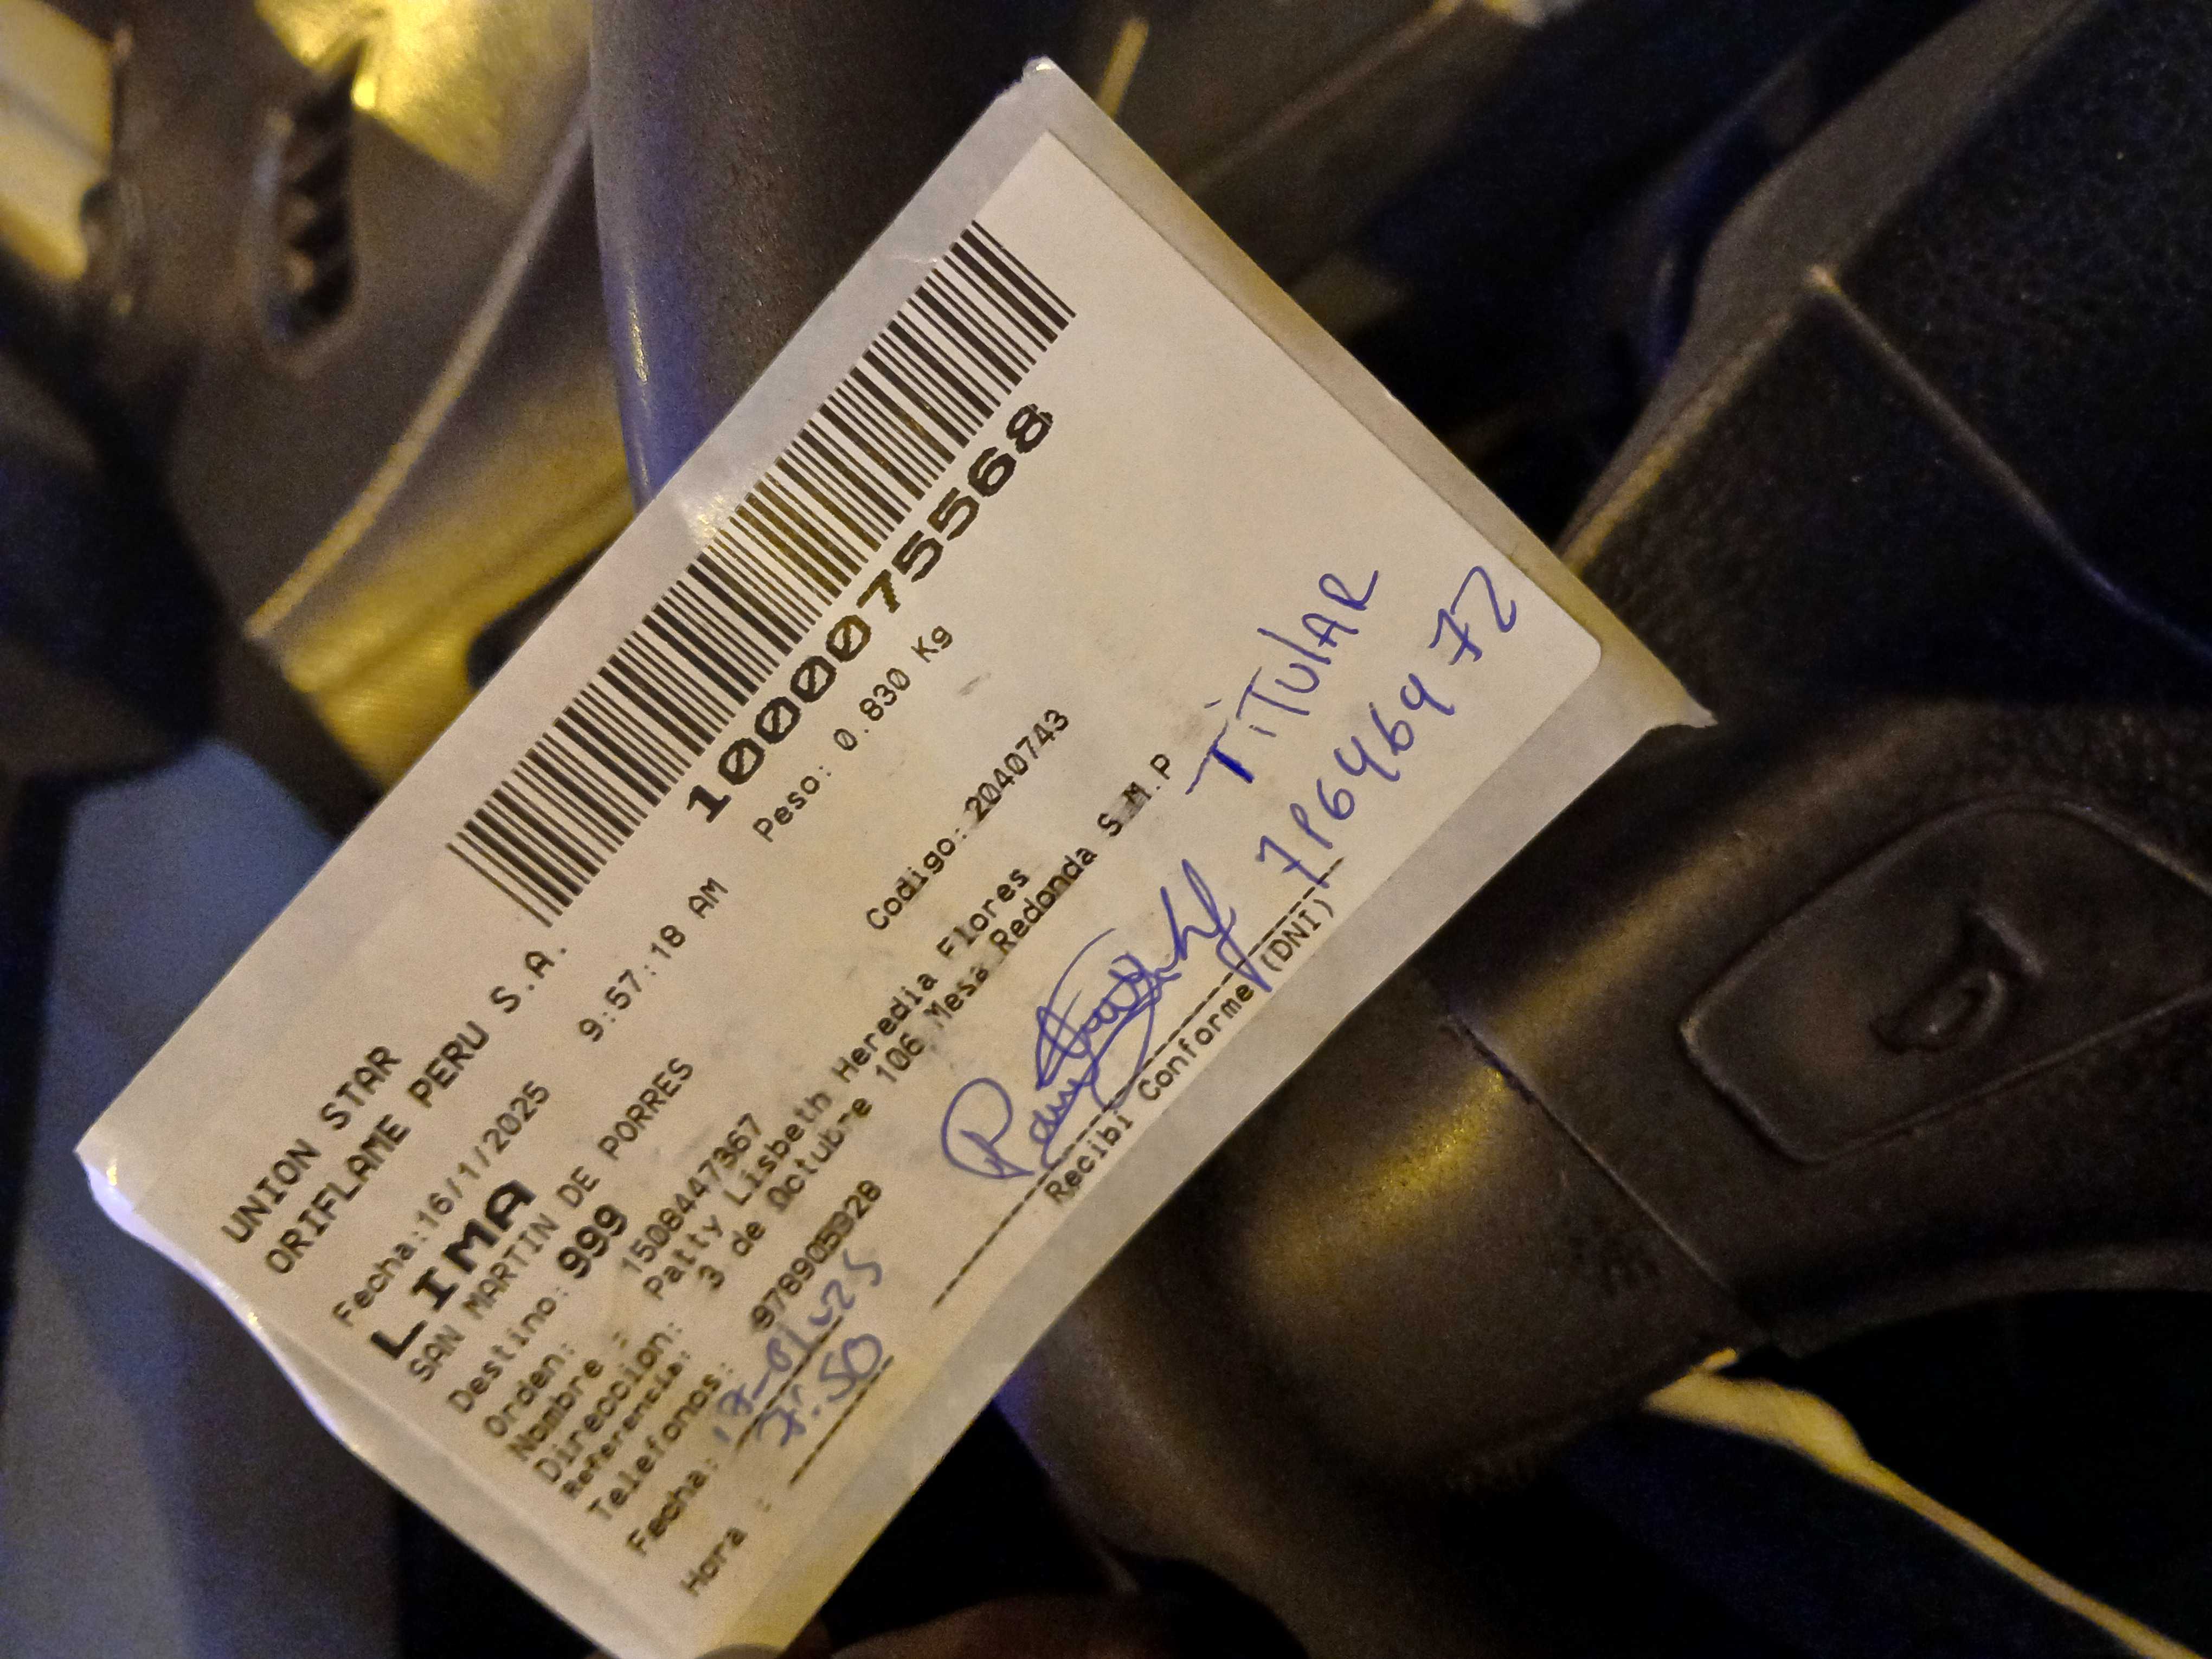 1000075568
UNION STAR
ORIFLAME PERU S.A.
Fecha:16/1/2025 9:57:18 AM Peso: 0.830 Kg
LIMA
SAN MARTIN DE PORRES
Destino: 999 Codigo: 2040743
Orden: 15084447367
Nombre : Patty Lisbeth Heredia Flores
Direccion: 3 de Octubre 106 Mesa Redonda S.M.P
Referencia:
Telefonos: 978905928
TITULAR
Fecha: 17-01-25
Hora : 7:50
Recibi Conforme (DNI)